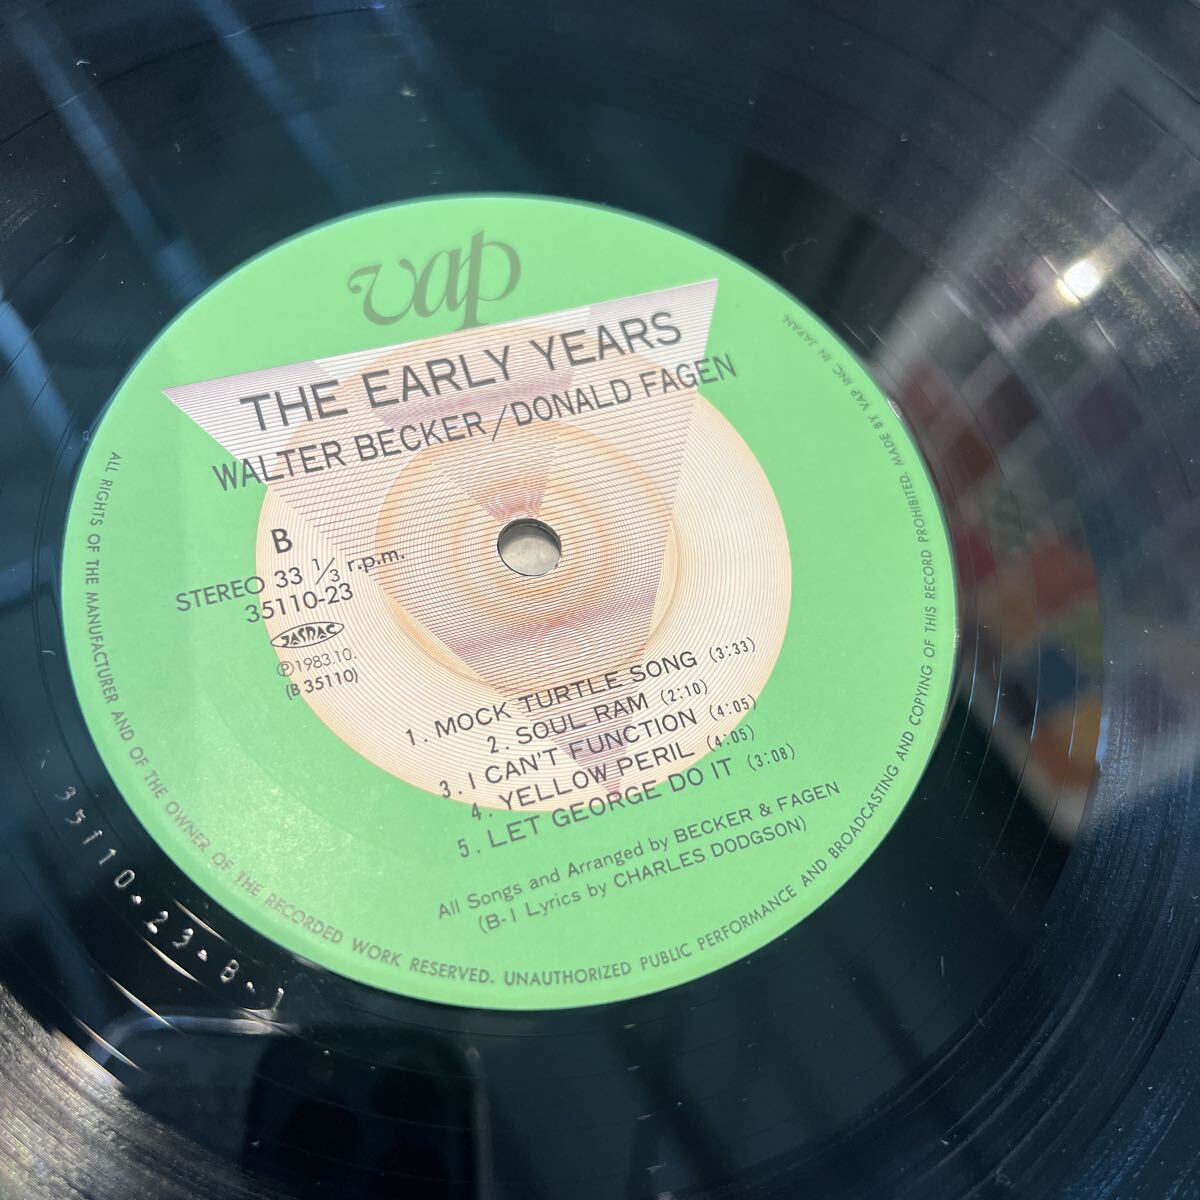 vap
THE EARLY YEARS
WALTER BECKER/DONALD FAGEN
B
STEREO 33 1/3 r.p.m.
35110-23
JASRAC
Ⓟ1983.10.
(B 35110)
1. MOCK TURTLE SONG (3:33)
2. SOUL RAM (2:10)
3. I CAN'T FUNCTION (4:05)
4. YELLOW PERIL (4:05)
5. LET GEORGE DO IT (3:08)
All Songs and Arranged by BECKER & FAGEN
(B-1 Lyrics by CHARLES DODGSON)
ALL RIGHTS OF THE MANUFACTURER AND OF THE OWNER OF THE RECORDED WORK RESERVED. UNAUTHORIZED PUBLIC PERFORMANCE AND BROADCASTING AND COPYING OF THIS RECORD PROHIBITED. MADE BY VAP INC. IN JAPAN.
35110·23·B·1